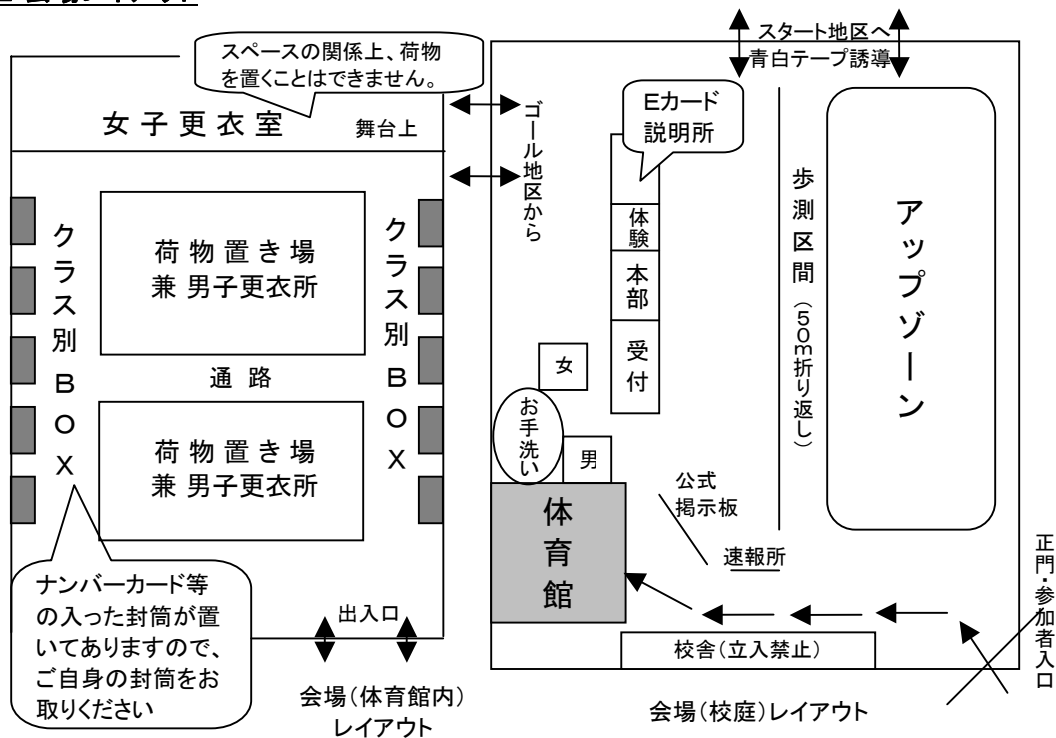 スペースの関係上、荷物
を置くことはできません。
女子更衣室
舞台上
クラス別BOX
荷物置き場
兼 男子更衣所
通 路
荷物置き場
兼 男子更衣所
クラス別BOX
ナンバーカード等
の入った封筒が置
いてありますので、
ご自身の封筒をお
取りください
出入口
会場（体育館内）
レイアウト
スタート地区へ
青白テープ誘導
ゴール地区から
Eカード
説明所
体験
本部
受付
女
お手洗い
男
体育館
歩測区間（50m折り返し）
アップゾーン
公式
掲示板
速報所
正門・参加者入口
校舎（立入禁止）
会場（校庭）レイアウト